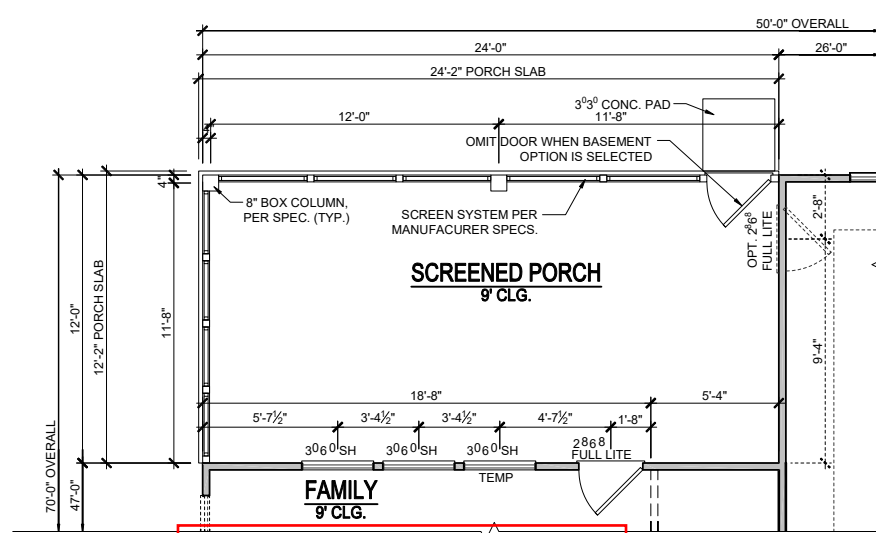 50'-0" OVERALL
24'-0"
26'-0"
24'-2" PORCH SLAB
3⁰3⁰ CONC. PAD
12'-0"
11'-8"
OMIT DOOR WHEN BASEMENT
OPTION IS SELECTED
4"
8" BOX COLUMN,
PER SPEC. (TYP.)
SCREEN SYSTEM PER
MANUFACURER SPECS.
2'-8"
OPT. 2⁸6⁸
FULL LITE
SCREENED PORCH
9' CLG.
12'-0"
12'-2" PORCH SLAB
11'-8"
9'-4"
18'-8"
5'-4"
5'-7½"
3'-4½"
3'-4½"
4'-7½"
1'-8"
3⁰6⁰SH
3⁰6⁰SH
3⁰6⁰SH
2⁸6⁸
FULL LITE
TEMP
70'-0" OVERALL
47'-0"
FAMILY
9' CLG.